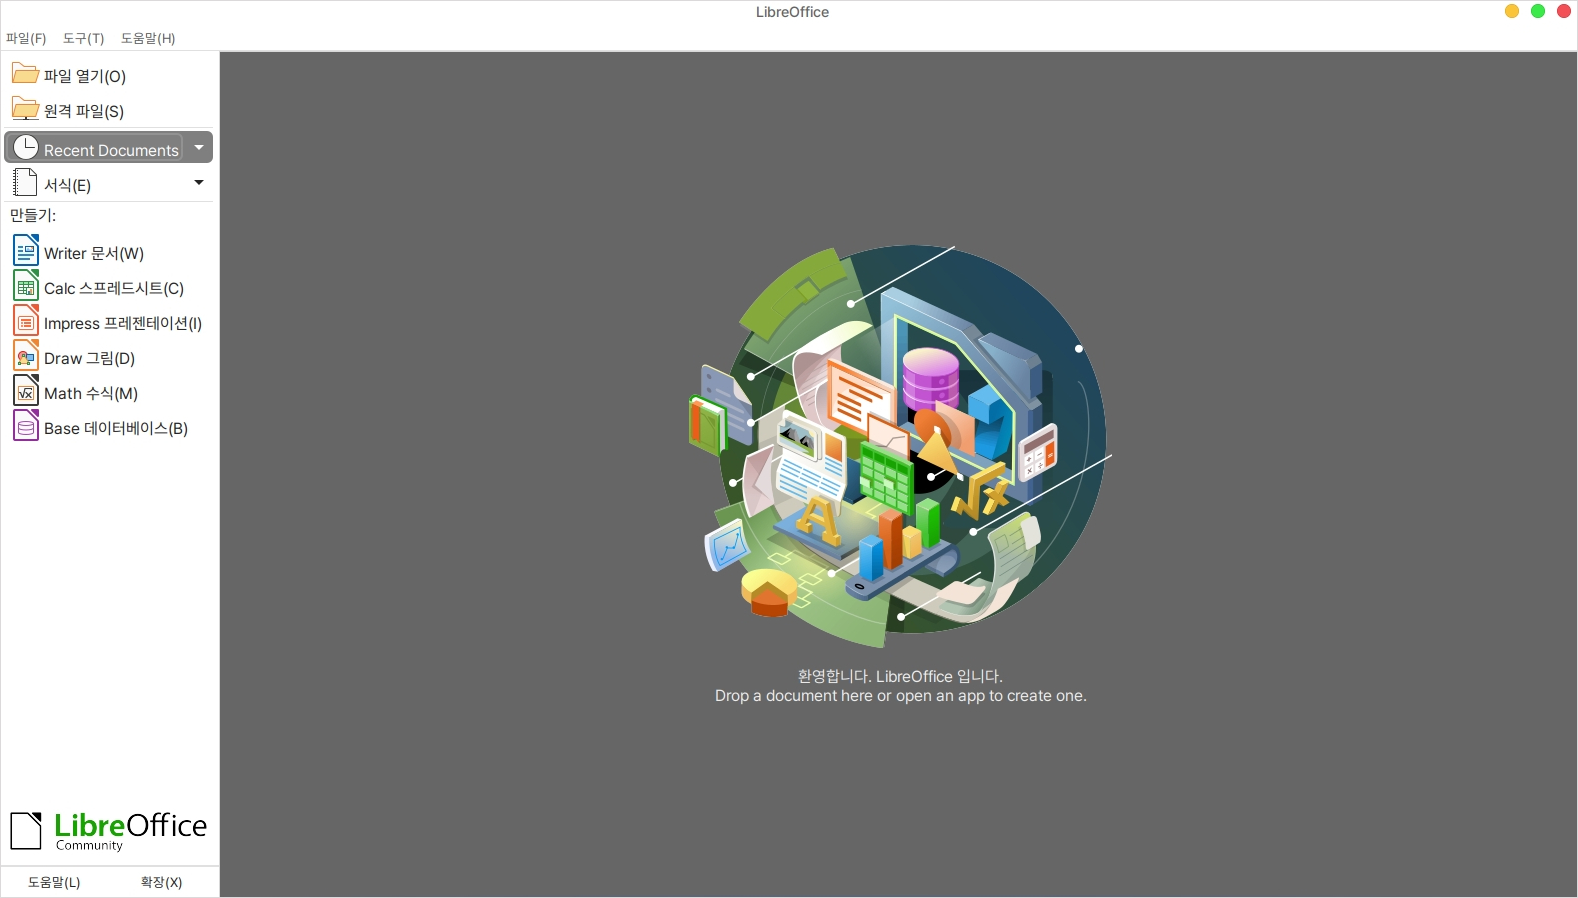 LibreOffice
파일(F) 도구(T) 도움말(H)
파일 열기(O)
원격 파일(S)
Recent Documents
서식(E)
만들기:
Writer 문서(W)
Calc 스프레드시트(C)
Impress 프레젠테이션(I)
Draw 그림(D)
Math 수식(M)
Base 데이터베이스(B)
환영합니다. LibreOffice 입니다.
Drop a document here or open an app to create one.
LibreOffice
Community
도움말(L) 확장(X)